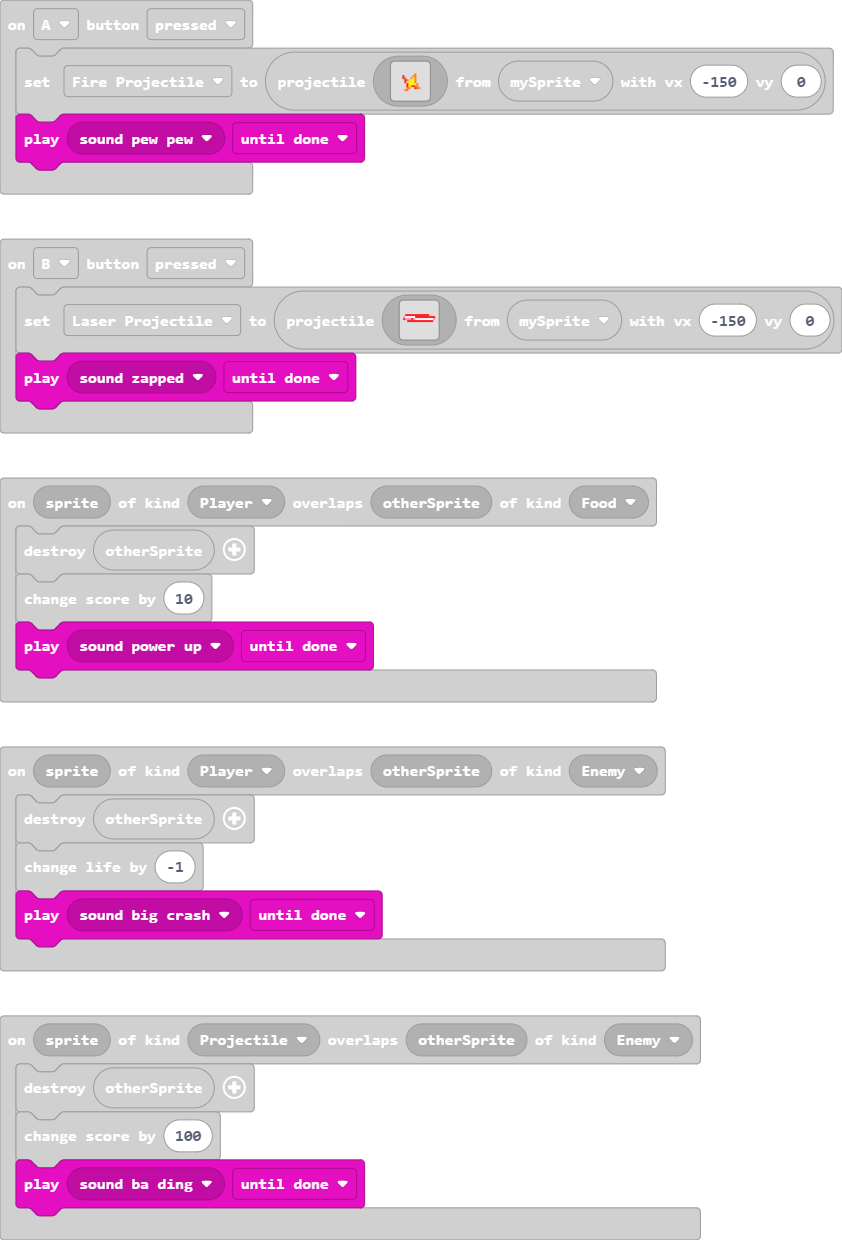 on A button pressed
set Fire Projectile to projectile from mySprite with vx -150 vy 0
play sound pew pew until done
on B button pressed
set Laser Projectile to projectile from mySprite with vx -150 vy 0
play sound zapped until done
on sprite of kind Player overlaps otherSprite of kind Food
destroy otherSprite
change score by 10
play sound power up until done
on sprite of kind Player overlaps otherSprite of kind Enemy
destroy otherSprite
change life by -1
play sound big crash until done
on sprite of kind Projectile overlaps otherSprite of kind Enemy
destroy otherSprite
change score by 100
play sound ba ding until done